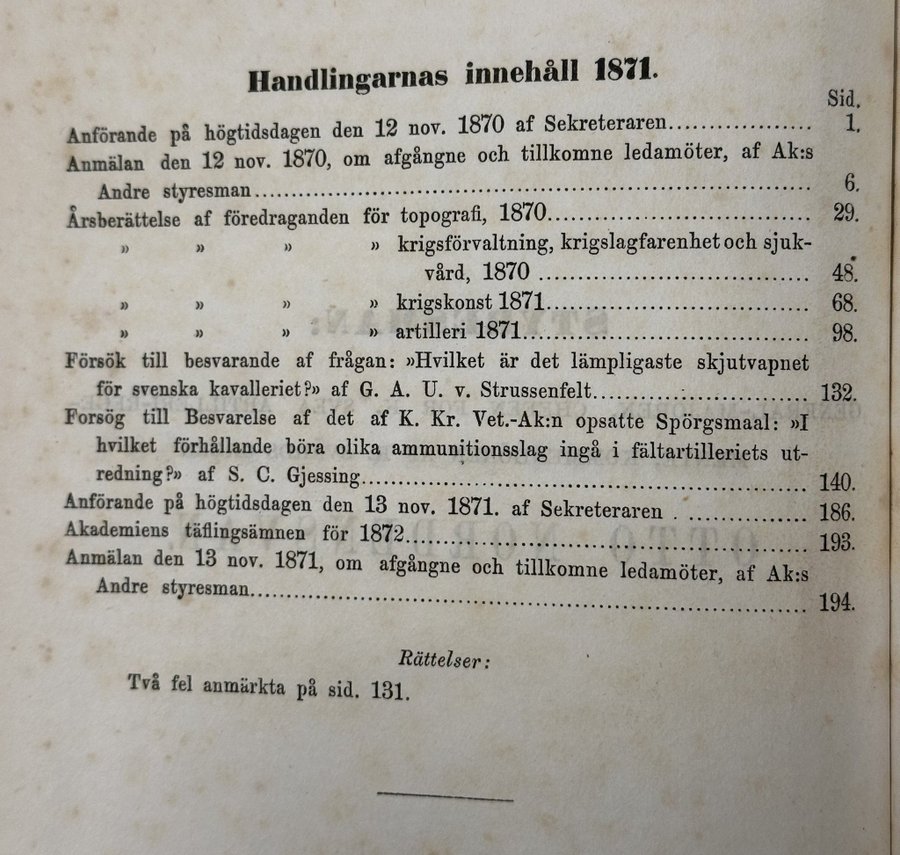 Handlingarnas innehåll 1871.
Sid.
Anförande på högtidsdagen den 12 nov. 1870 af Sekreteraren.................. 1.
Anmälan den 12 nov. 1870, om afgångne och tillkomne ledamöter, af Ak:s
Andre styresman...................................................................... 6.
Årsberättelse af föredraganden för topografi, 1870................................. 29.
» » » » krigsförvaltning, krigslagfarenhet och sjuk-
vård, 1870 .................................. 48.
» » » » krigskonst 1871................................. 68.
» » » » artilleri 1871.................................... 98.
Försök till besvarande af frågan: »Hvilket är det lämpligaste skjutvapnet
för svenska kavalleriet?» af G. A. U. v. Strussenfelt........................... 132.
Forsög till Besvarelse af det af K. Kr. Vet.-Ak:n opsatte Spörgsmaal: »I
hvilket förhållande böra olika ammunitionsslag ingå i fältartilleriets ut-
redning?» af S. C. Gjessing........................................................ 140.
Anförande på högtidsdagen den 13 nov. 1871. af Sekreteraren . ............... 186.
Akademiens täflingsämnen för 1872................................................... 193.
Anmälan den 13 nov. 1871, om afgångne och tillkomne ledamöter, af Ak:s
Andre styresman...................................................................... 194.
Rättelser:
Två fel anmärkta på sid. 131.